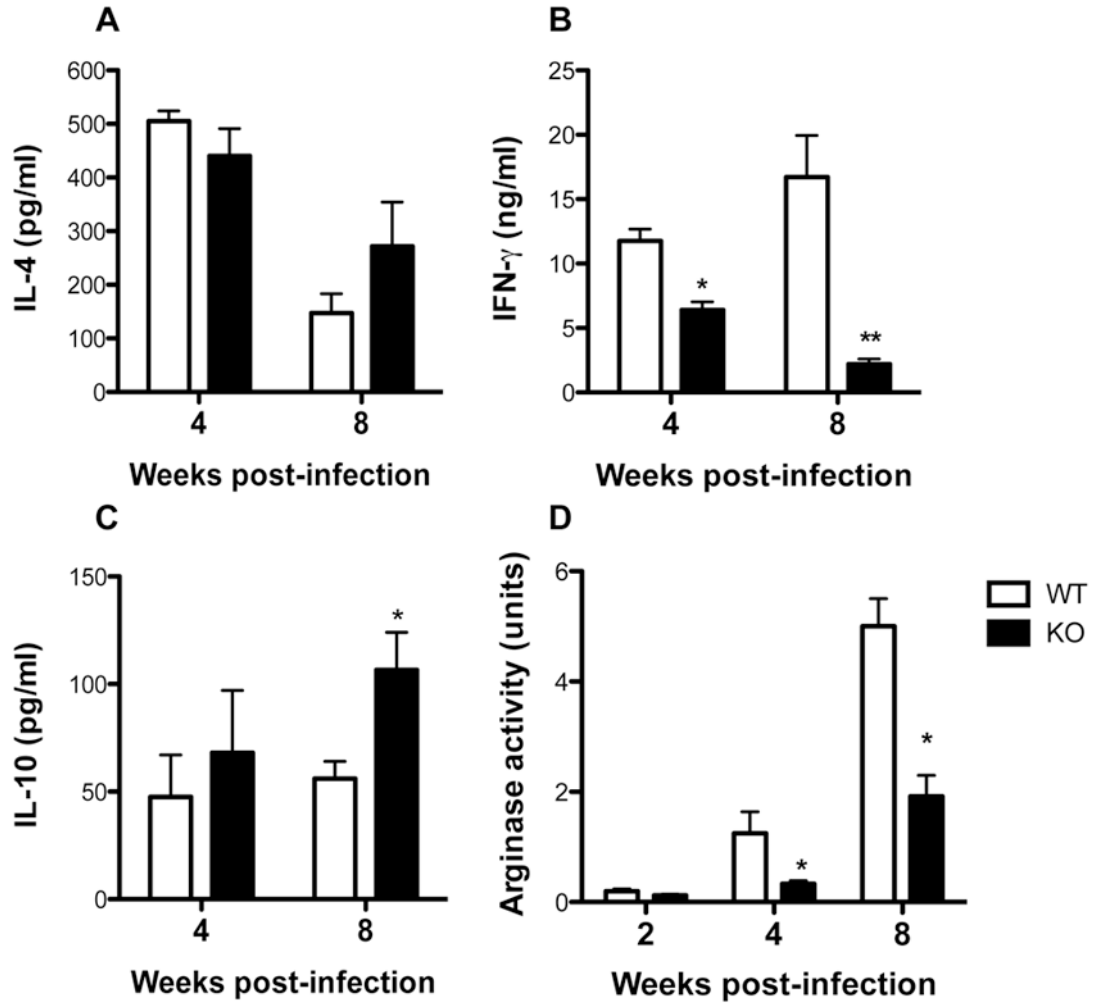 A
IL-4 (pg/ml)
600
500
400
300
200
100
0
4 8
Weeks post-infection
B
IFN-γ (ng/ml)
25
20
15
10
5
0
*
**
4 8
Weeks post-infection
C
IL-10 (pg/ml)
150
100
50
0
*
4 8
Weeks post-infection
D
Arginase activity (units)
6
4
2
0
*
*
2 4 8
Weeks post-infection
WT
KO